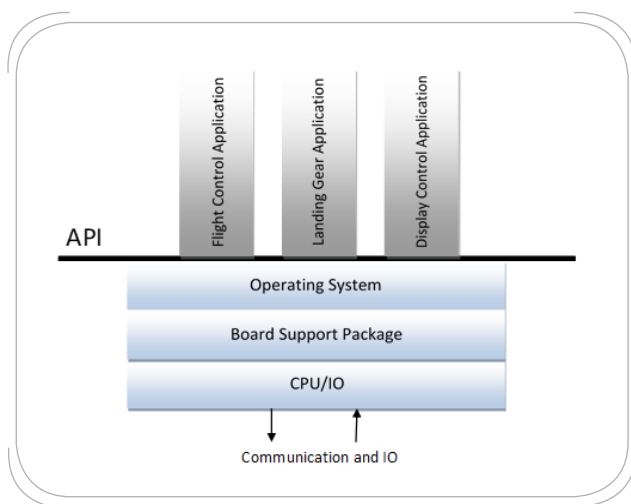 Flight Control Application
Landing Gear Application
Display Control Application
API
Operating System
Board Support Package
CPU/IO
Communication and IO